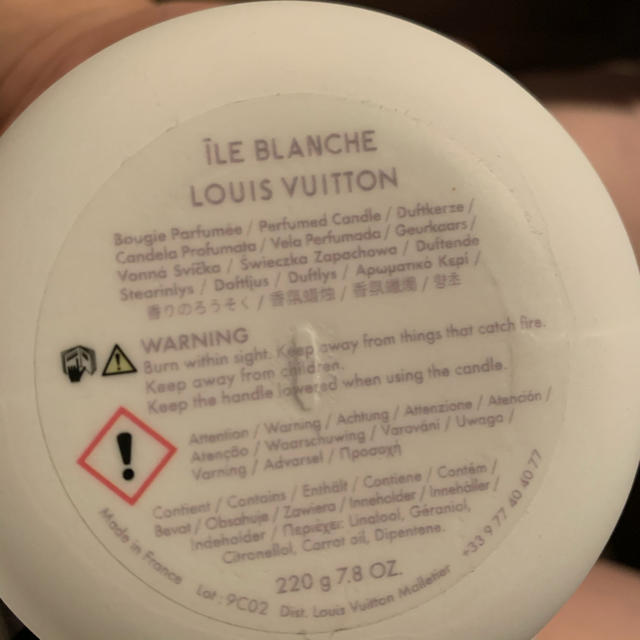 ÎLE BLANCHE
LOUIS VUITTON
Bougie Parfumée / Perfumed Candle / Duftkerze /
Candela Profumata / Vela Perfumada / Geurkaars /
Vonná Svíčka / Świeczka Zapachowa / Duftende
Stearinlys / Doftljus / Duftlys / Αρωματικό Κερί /
香りのろうそく / 香氛蜡烛 / 香氛蠟燭 / 향초
WARNING
Burn within sight. Keep away from things that catch fire.
Keep away from children.
Keep the handle lowered when using the candle.
Attention / Warning / Achtung / Attenzione / Atención /
Atenção / Waarschuwing / Varování / Uwaga /
Varning / Advarsel / Προσοχή
Contient / Contains / Enthält / Contiene / Contém /
Bevat / Obsahuje / Zawiera / Innehåller /
Indeholder / Περιέχει: Linalool, Géraniol,
Citronellol, Carrot oil, Dipentene.
220 g 7.8 OZ.
Made in France Lot : 9C02 Dist. Louis Vuitton Malletier +33 9 77 40 40 77